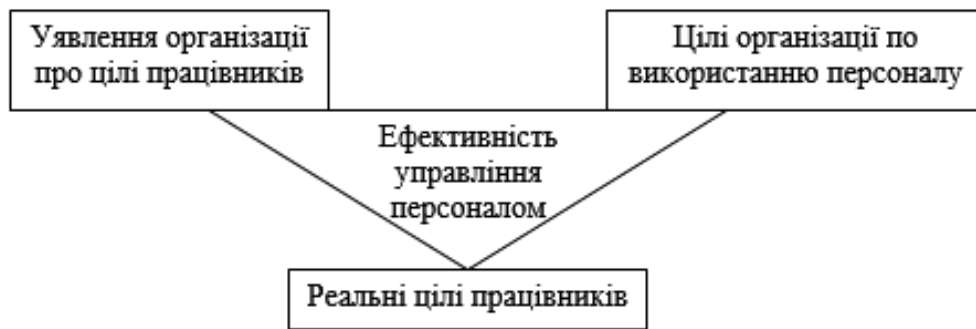 Уявлення організації
про цілі працівників
Цілі організації по
використанню персоналу
Ефективність
управління
персоналом
Реальні цілі працівників